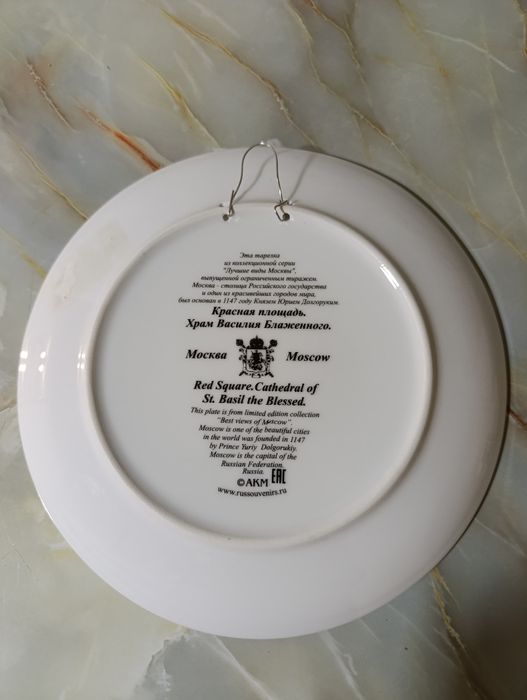 Эта тарелка
из коллекционной серии
"Лучшие виды Москвы",
выпущенной ограниченным тиражем.
Москва - столица Российского государства
и один из красивейших городов мира,
был основан в 1147 году Князем Юрием Долгоруким.
Красная площадь.
Храм Василия Блаженного.
Москва Moscow
Red Square.Cathedral of
St. Basil the Blessed.
This plate is from limited edition collection
"Best views of Moscow".
Moscow is one of the beautiful cities
in the world was founded in 1147
by Prince Yuriy Dolgorukiy.
Moscow is the capital of the
Russian Federation.
Russia.
©AKM EAC
www.russouvenirs.ru